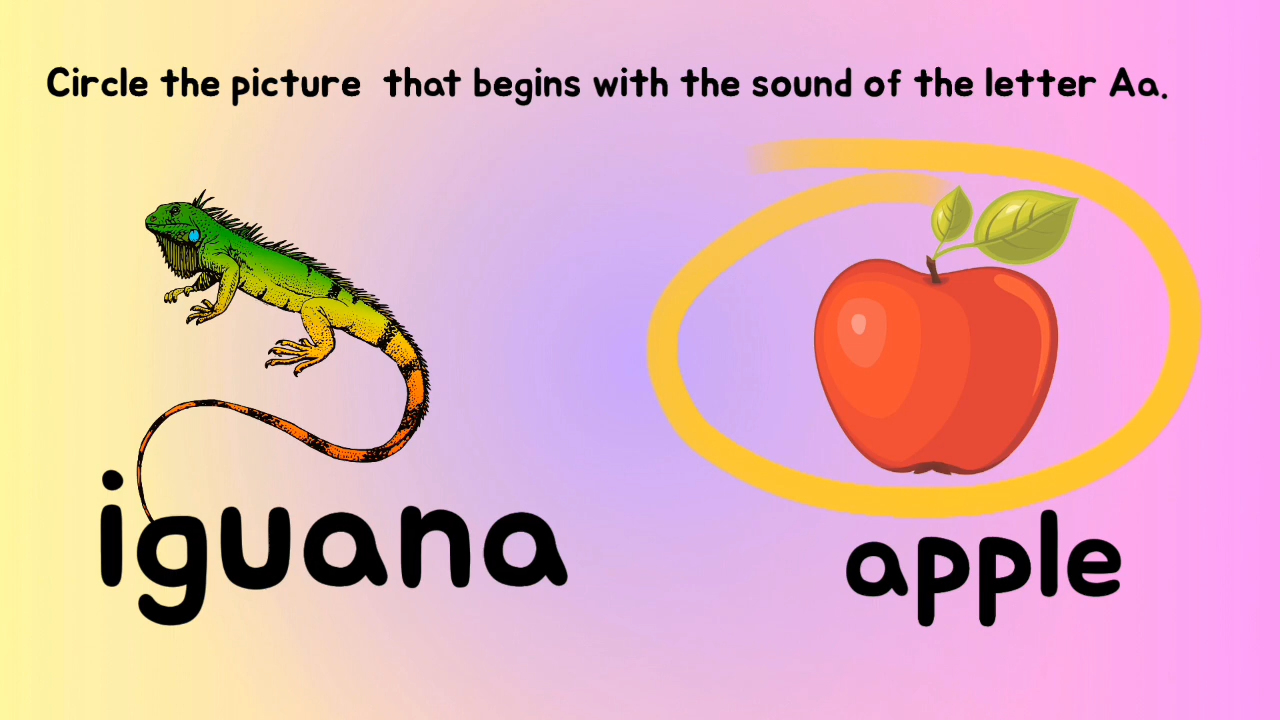 Circle the picture  that begins with the sound of the letter Aa.
iguana
apple